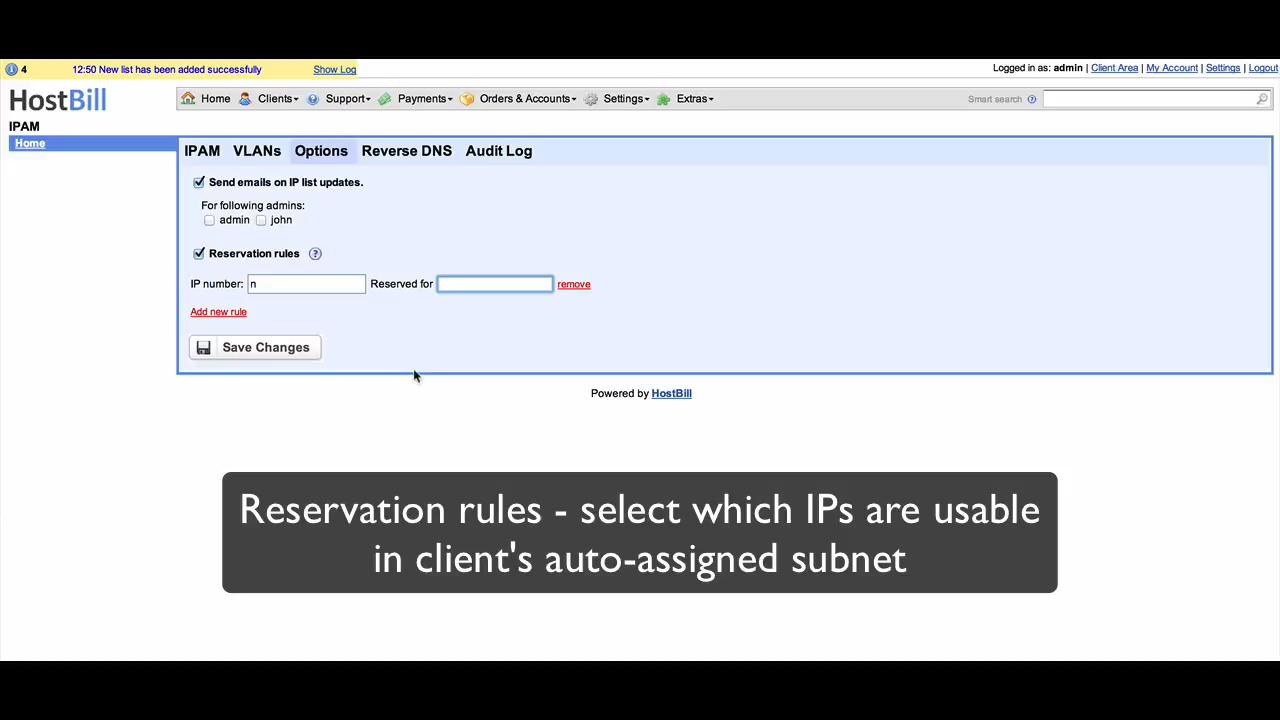 4 12:50 New list has been added successfully Show Log
Logged in as: admin | Client Area | My Account | Settings | Logout
HostBill
Home Clients Support Payments Orders & Accounts Settings Extras Smart search
IPAM
Home
IPAM VLANs Options Reverse DNS Audit Log
Send emails on IP list updates.
For following admins:
admin john
Reservation rules ?
IP number: n Reserved for remove
Add new rule
Save Changes
Powered by HostBill
Reservation rules - select which IPs are usable
in client's auto-assigned subnet